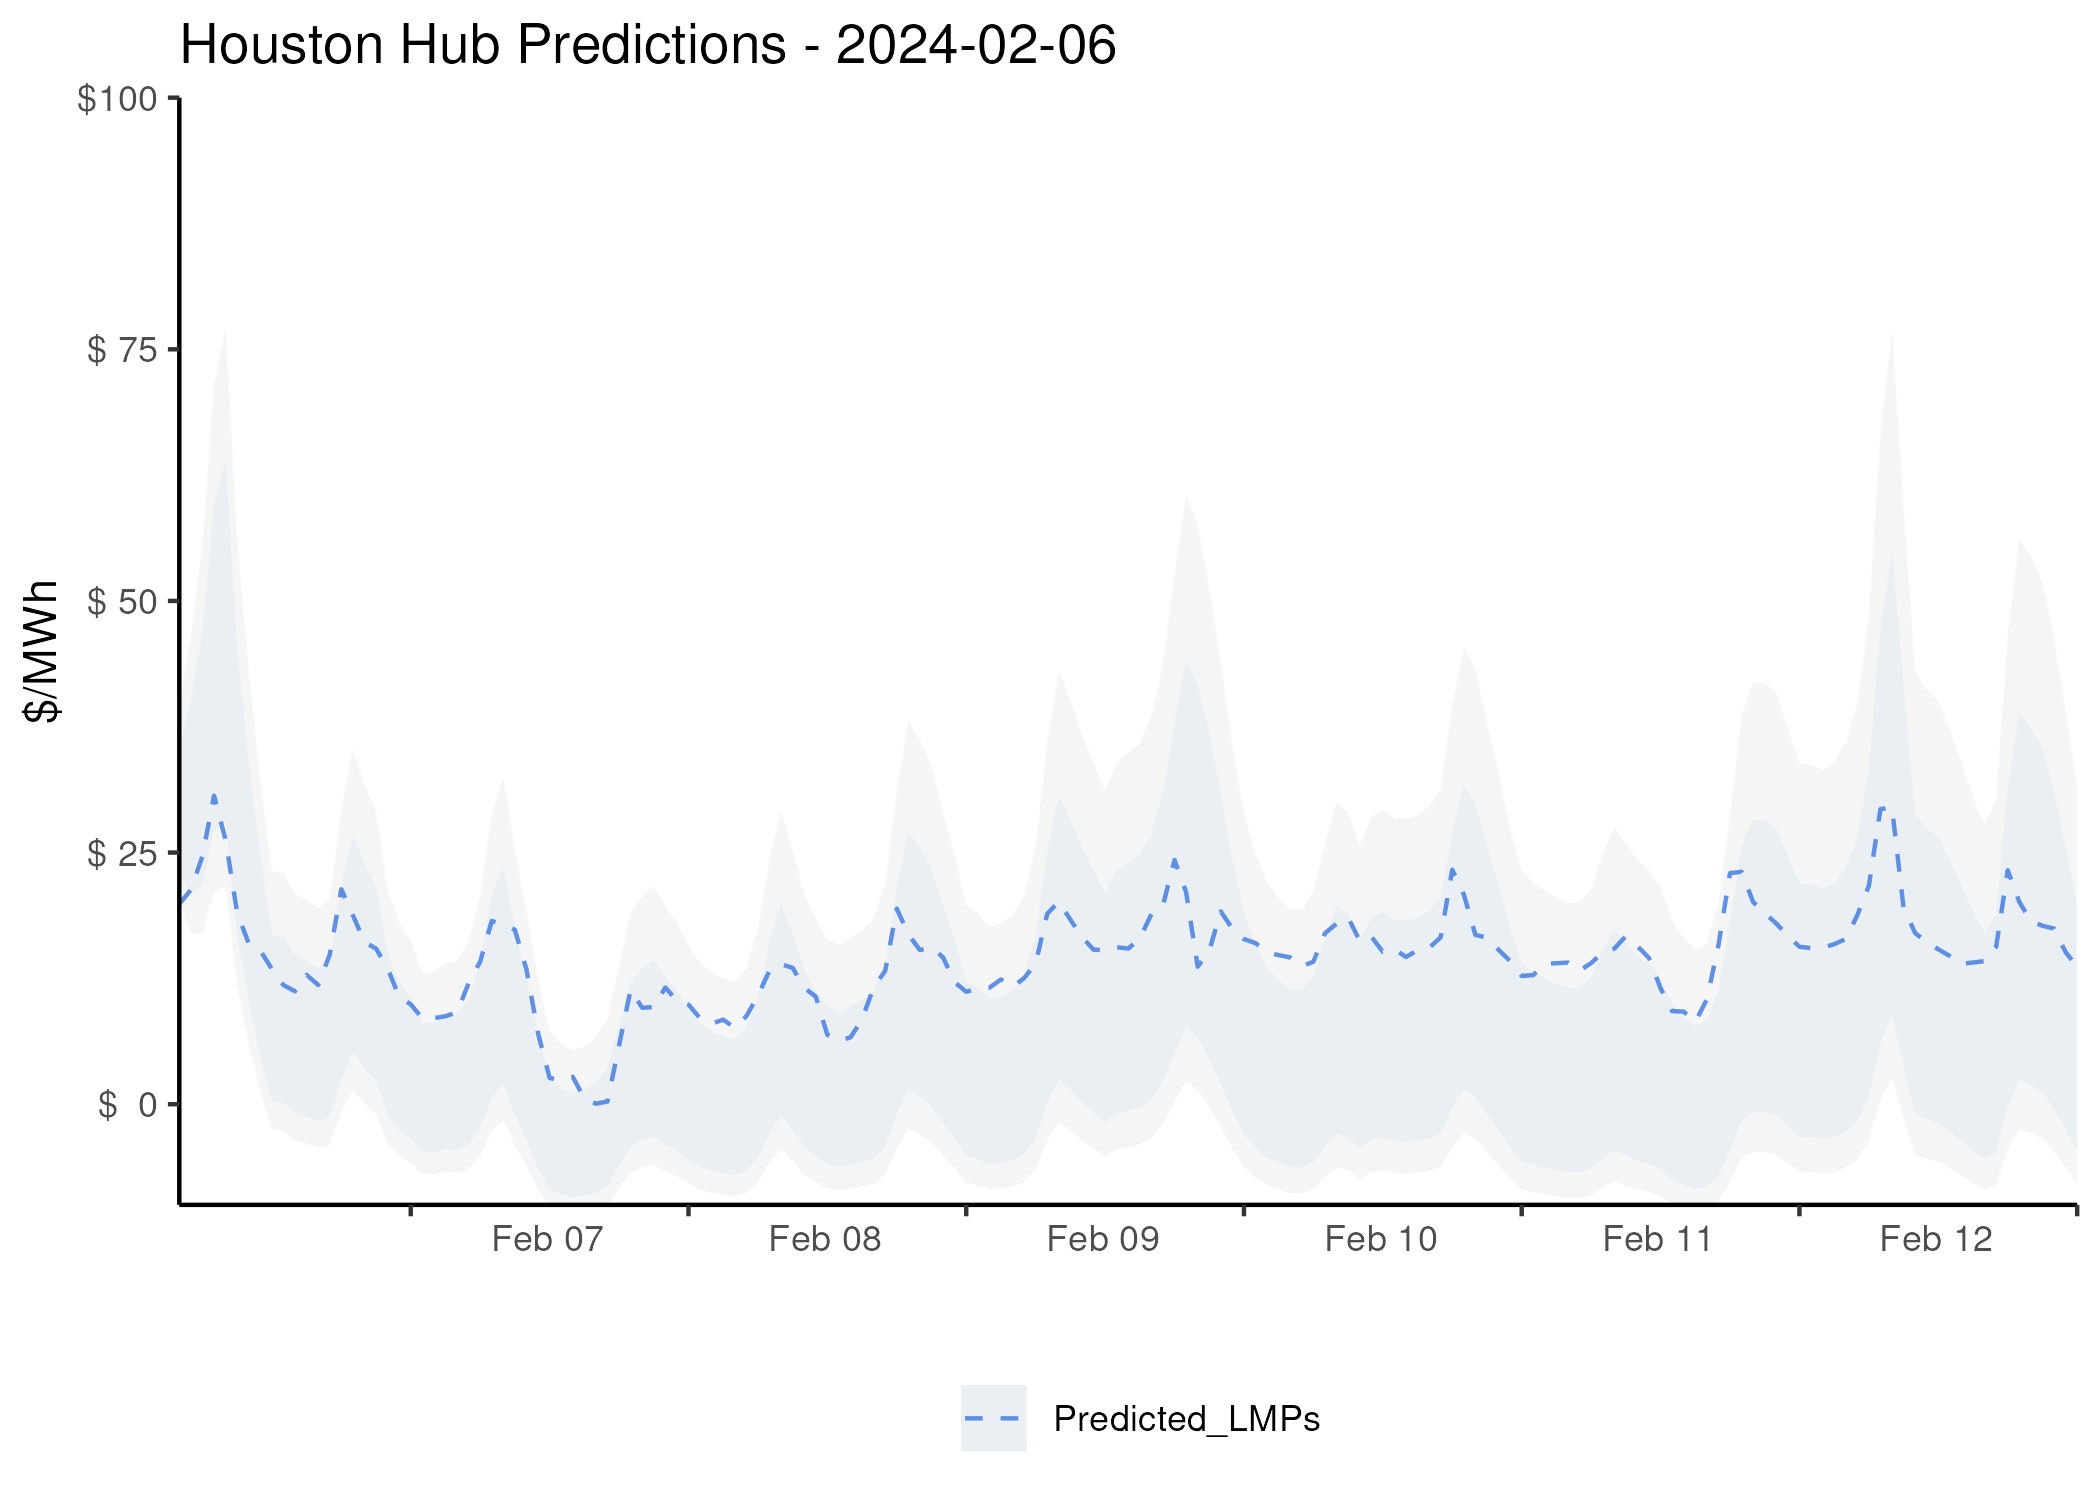 Houston Hub Predictions - 2024-02-06
$100
$ 75
$ 50
$ 25
$ 0
$/MWh
Feb 07
Feb 08
Feb 09
Feb 10
Feb 11
Feb 12
Predicted_LMPs